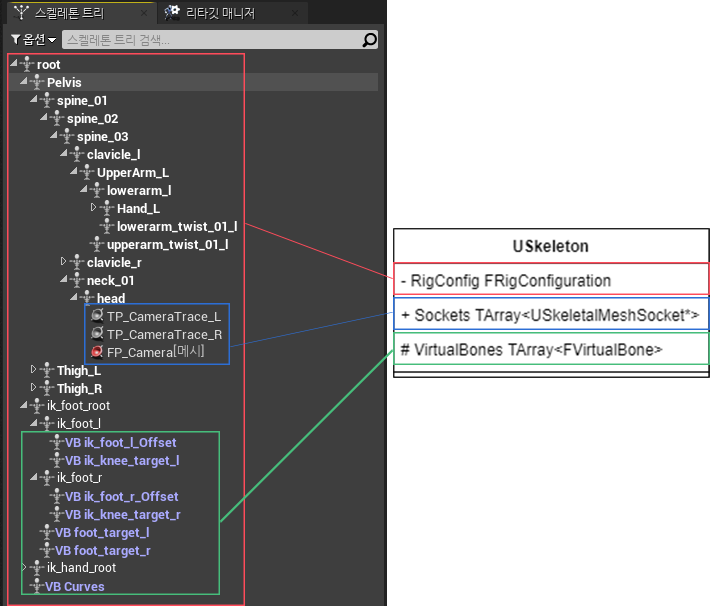 스켈레톤 트리
리타깃 매니저
옵션
스켈레톤 트리 검색...
root
Pelvis
spine_01
spine_02
spine_03
clavicle_l
UpperArm_L
lowerarm_l
Hand_L
lowerarm_twist_01_l
upperarm_twist_01_l
clavicle_r
neck_01
head
TP_CameraTrace_L
TP_CameraTrace_R
FP_Camera[메시]
Thigh_L
Thigh_R
ik_foot_root
ik_foot_l
VB ik_foot_l_Offset
VB ik_knee_target_l
ik_foot_r
VB ik_foot_r_Offset
VB ik_knee_target_r
VB foot_target_l
VB foot_target_r
ik_hand_root
VB Curves
USkeleton
- RigConfig FRigConfiguration
+ Sockets TArray<USkeletalMeshSocket*>
# VirtualBones TArray<FVirtualBone>